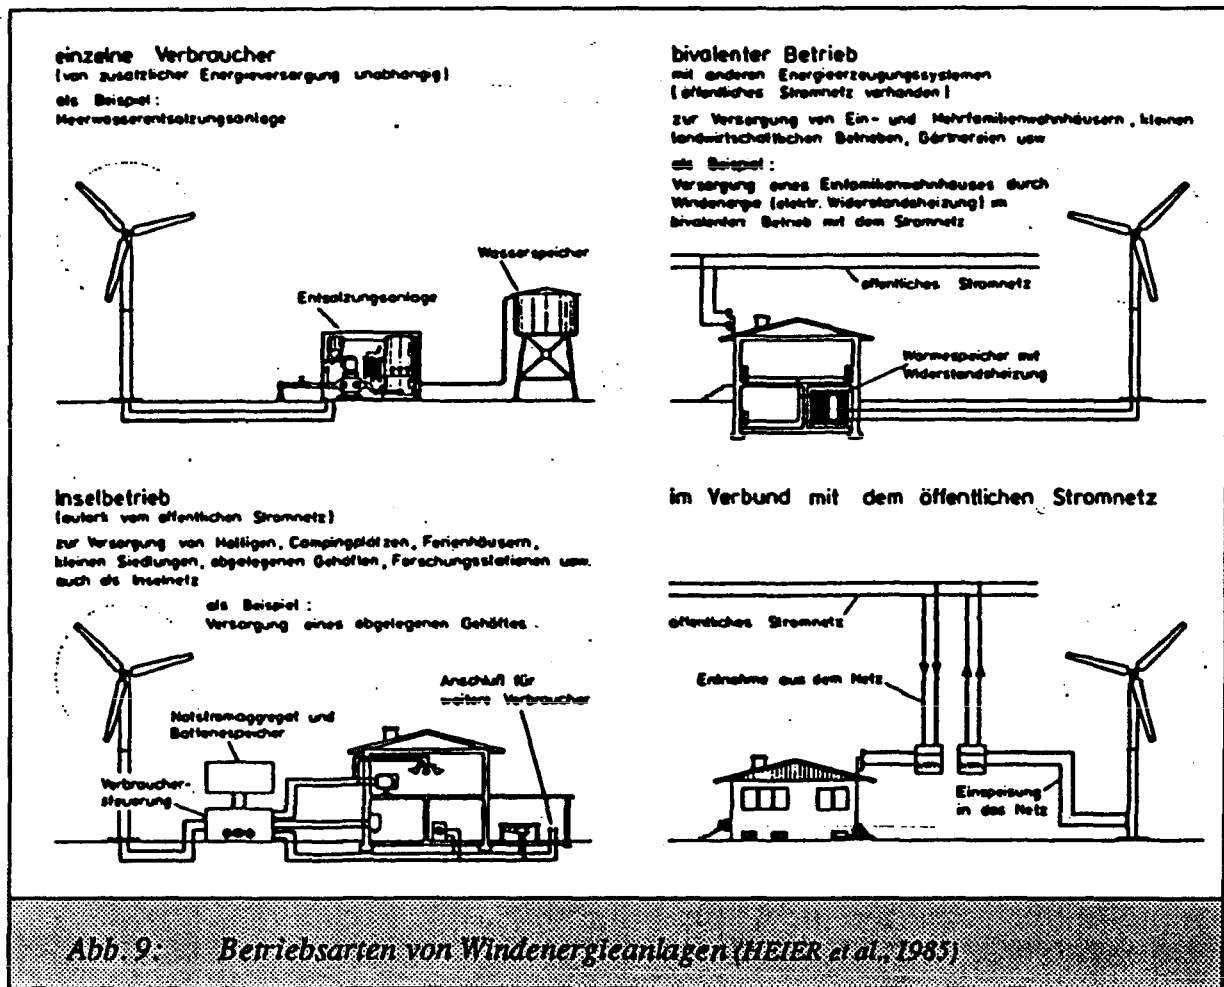 einzelne Verbraucher
(von zusätzlicher Energieversorgung unabhängig)
als Beispiel :
Meerwasserentsalzungsanlage
Wasserspeicher
Entsalzungsanlage
bivalenter Betrieb
mit anderen Energieerzeugungssystemen
(öffentliches Stromnetz vorhanden)
zur Versorgung von Ein- und Mehrfamilienwohnhäusern, kleinen
landwirtschaftlichen Betrieben, Gärtnereien usw
als Beispiel :
Versorgung eines Einfamilienwohnhauses durch
Windenergie (elektr. Widerstandsheizung) im
bivalenten Betrieb mit dem Stromnetz
öffentliches Stromnetz
Wärmespeicher mit
Widerstandsheizung
Inselbetrieb
(autark vom öffentlichen Stromnetz)
zur Versorgung von Halligen, Campingplätzen, Ferienhäusern,
kleinen Siedlungen, abgelegenen Gehöften, Forschungsstationen usw.
auch als Inselnetz
als Beispiel :
Versorgung eines abgelegenen Gehöftes
Anschluß für
weitere Verbraucher
Notstromaggregat und
Batteriespeicher
Verbraucher-
steuerung
im Verbund mit dem öffentlichen Stromnetz
öffentliches Stromnetz
Entnahme aus dem Netz
Einspeisung
in das Netz
Abb. 9: Betriebsarten von Windenergieanlagen (HEIER et al., 1985)